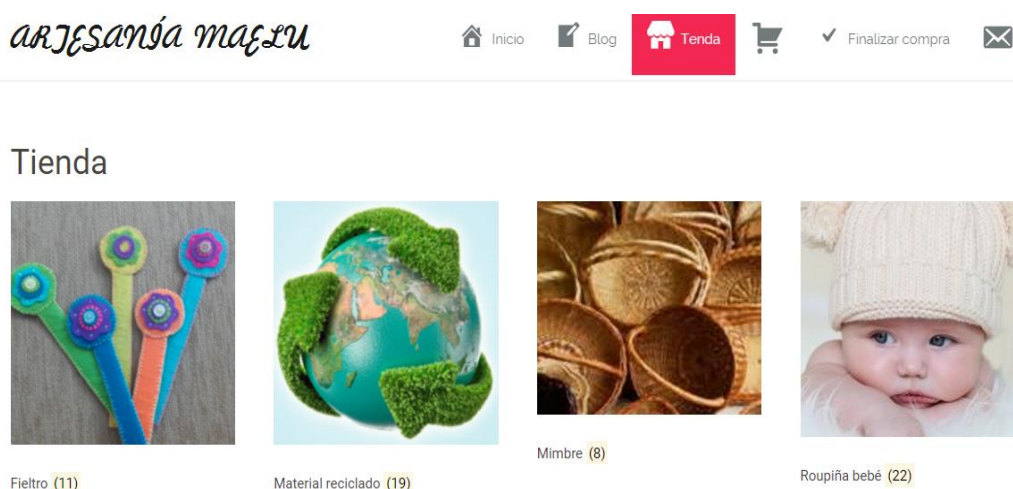 ARTESANÍA MAELU
Inicio
Blog
Tenda
Finalizar compra
Tienda
Fieltro (11)
Material reciclado (19)
Mimbre (8)
Roupiña bebé (22)